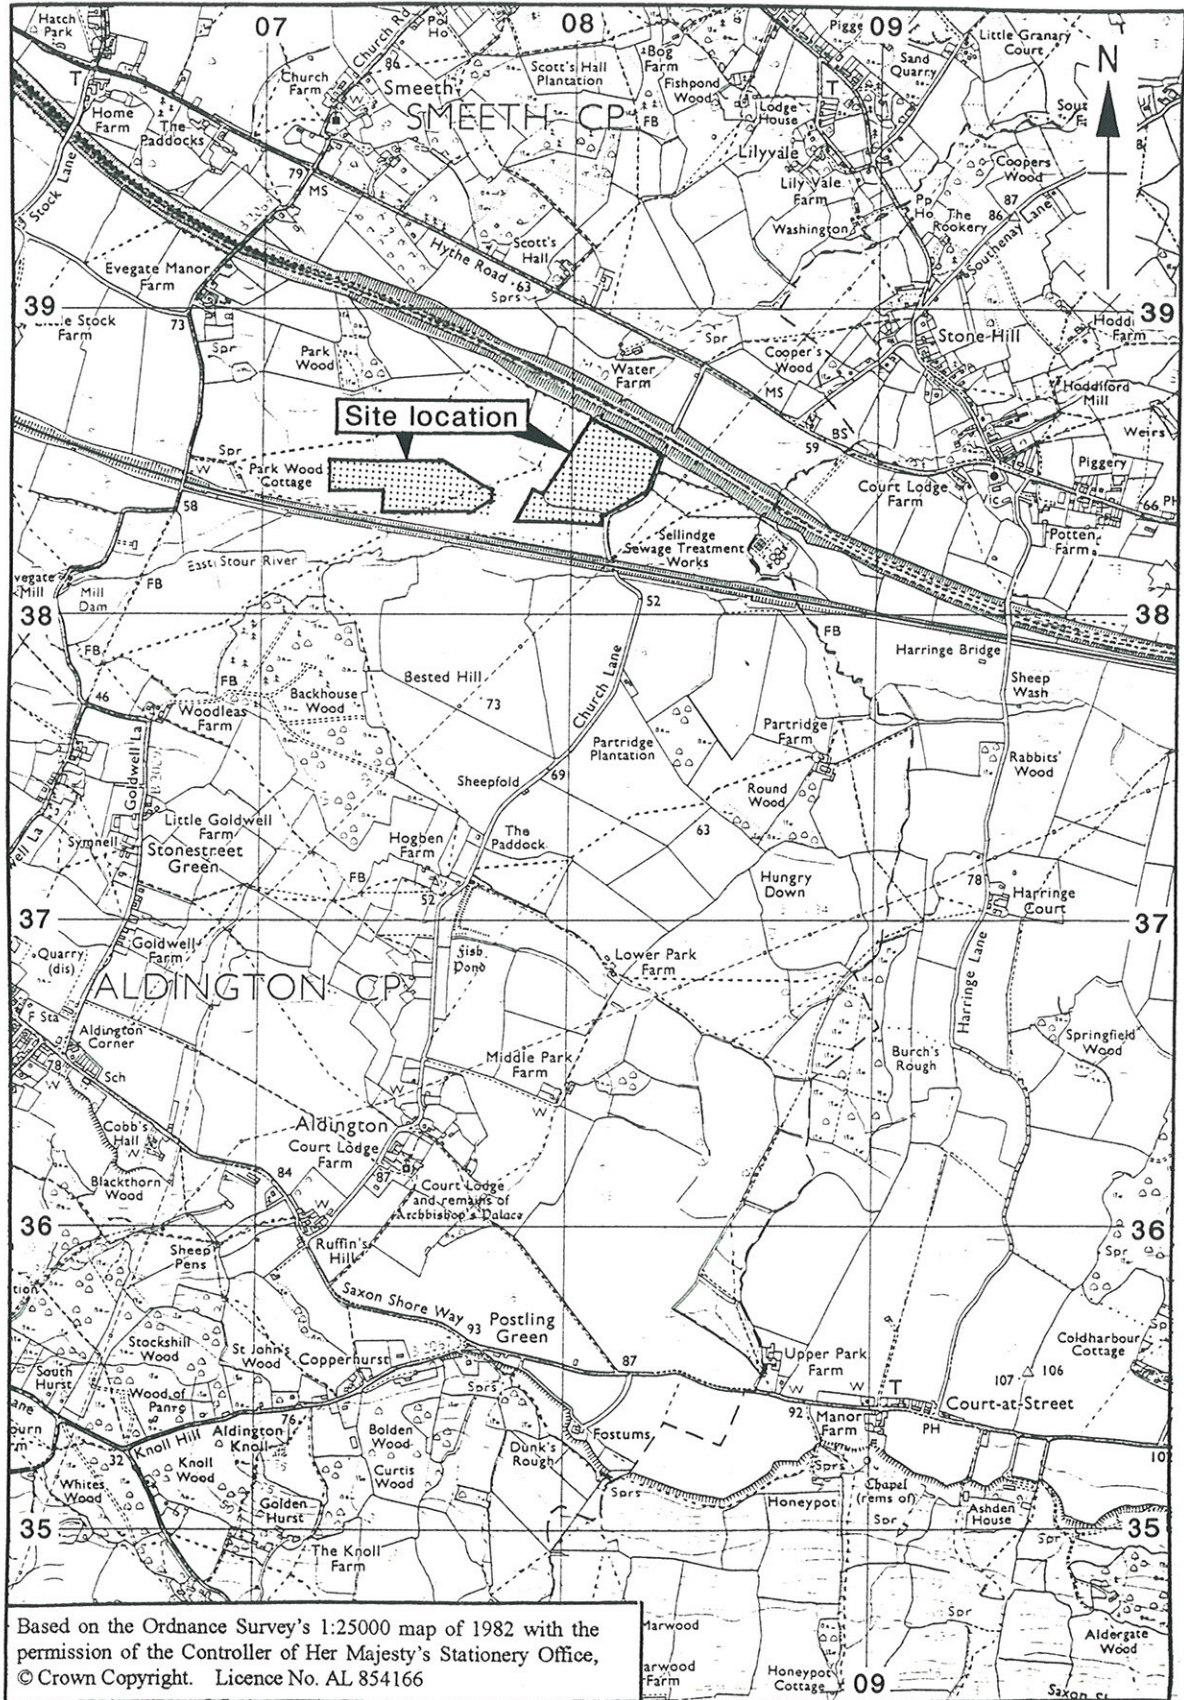 Hatch
Park
07
Church Rd
Po
Ho
08
Bog
Farm
09
Pigge
Little Granary
Court
N
86
Scott's Hall
Plantation
Sand
Quarry
T
Church
Farm
W
Smeeth
Fishpond
Wood
T
Home
Farm
The
Paddocks
SMEETH CP
FB
Lodge
House
Lilyvale
Coopers
Wood
Stock Lane
79
MS
Lily Vale
Farm
87
86
Pp
Ho
The
Rookery
Southenay Lane
Washington
Hythe Road
Scott's
Hall
Evegate Manor
Farm
63
Sprs
39
39
73
Little Stock
Farm
Spr
Park
Wood
Water
Farm
Spr
Cooper's
Wood
Stone Hill
Hoddiford
Mill
MS
Site location
Weirs
BS
59
Spr
W
Park Wood
Cottage
Piggery
Court Lodge
Farm
Vic
66
PH
58
Potten
Farm
Sellindge
Sewage Treatment
Works
East Stour River
FB
Mill
Dam
52
38
38
FB
Harringe Bridge
FB
Bested Hill
73
Church Lane
Sheep
Wash
46
FB
Woodleas
Farm
Backhouse
Wood
Partridge
Farm
Partridge
Plantation
Goldwell La
Rabbits'
Wood
Sheepfold
69
Round
Wood
Little Goldwell
Farm
63
Symnell
Stonestreet
Green
Hogben
Farm
The
Paddock
Hungry
Down
FB
78
Harringe
Court
52
37
37
Quarry
(dis)
Goldwell
Farm
Fish
Pond
Lower Park
Farm
ALDINGTON CP
Harringe Lane
F Sta
Aldington
Corner
Springfield
Wood
78
W
Sch
Middle Park
Farm
W
W
Burch's
Rough
Cobb's
Hall
W
Aldington
Court Lodge
Farm
84
87
Court Lodge
and remains of
Archbishop's Palace
Blackthorn
Wood
W
36
36
Sheep
Pens
Ruffin's
Hill
Spr
Saxon Shore Way
93
Postling
Green
Stockshill
Wood
St John's
Wood
Copperhurst
87
Upper Park
Farm
Coldharbour
Cottage
South
Hurst
107
106
Sprs
W
W
T
Court-at-Street
76
92
Manor
Farm
PH
32
Knoll Hill
Aldington
Knoll
Bolden
Wood
Fostums
Knoll
Wood
Dunk's
Rough
Whites
Wood
Curtis
Wood
Sprs
Sprs
Chapel
(rems of)
Golden
Hurst
Honeypot
Ashden
House
Spr
35
35
The Knoll
Farm
Spr
Spr
Aldergate
Wood
Honeypot
Cottage
09
Based on the Ordnance Survey's 1:25000 map of 1982 with the
permission of the Controller of Her Majesty's Stationery Office,
© Crown Copyright. Licence No. AL 854166